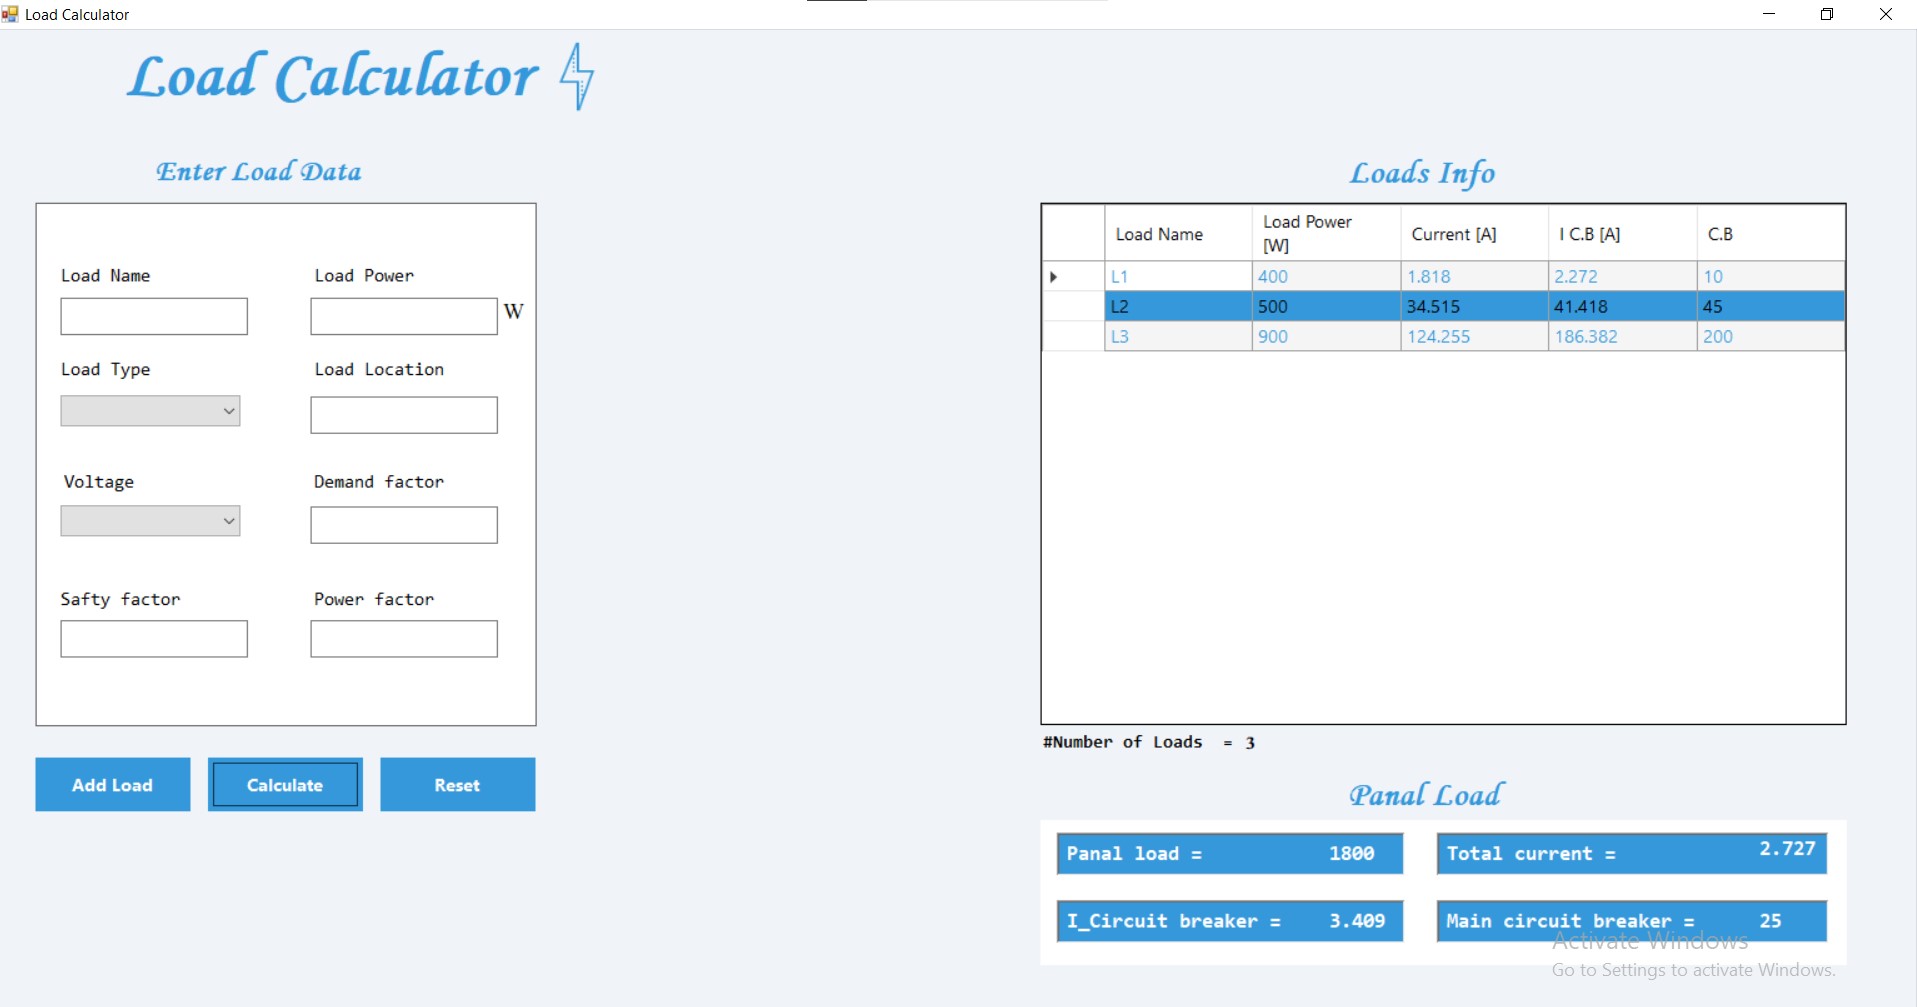 Load Calculator
Load Calculator
Enter Load Data
Load Name
Load Power
W
Load Type
Load Location
Voltage
Demand factor
Safty factor
Power factor
Add Load
Calculate
Reset
Loads Info
Load Name Load Power [W] Current [A] I C.B [A] C.B
L1 400 1.818 2.272 10
L2 500 34.515 41.418 45
L3 900 124.255 186.382 200
#Number of Loads = 3
Panal Load
Panal load = 1800
Total current = 2.727
I_Circuit breaker = 3.409
Main circuit breaker = 25
Activate Windows
Go to Settings to activate Windows.